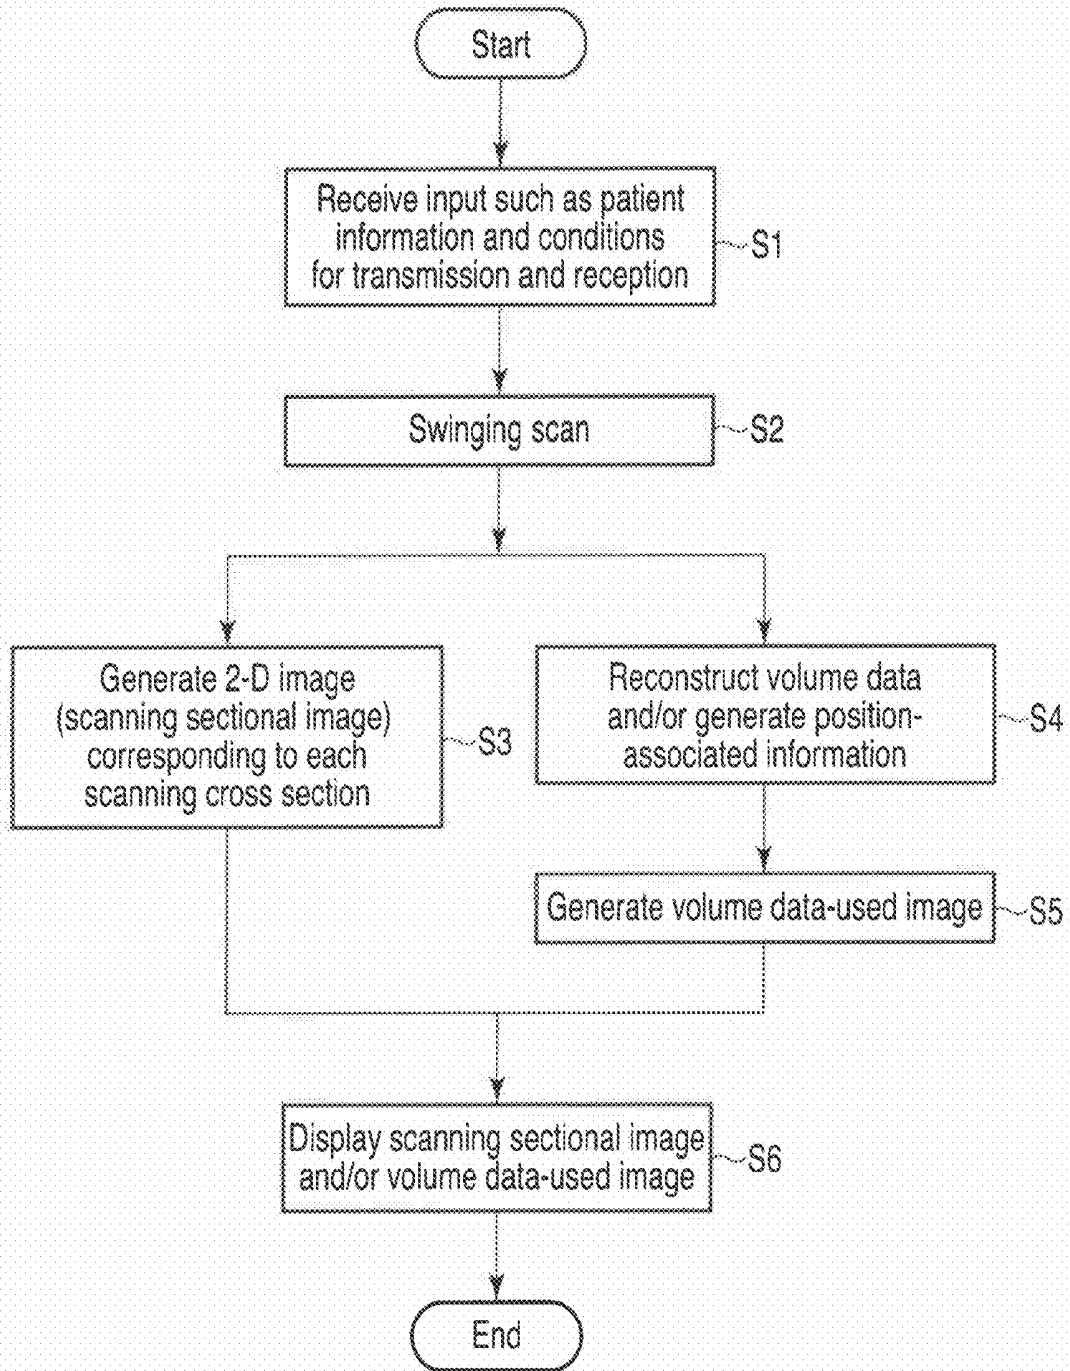 Start
Receive input such as patient
information and conditions
for transmission and reception
S1
Swinging scan
S2
Generate 2-D image
(scanning sectional image)
corresponding to each
scanning cross section
S3
Reconstruct volume data
and/or generate position-
associated information
S4
Generate volume data-used image
S5
Display scanning sectional image
and/or volume data-used image
S6
End